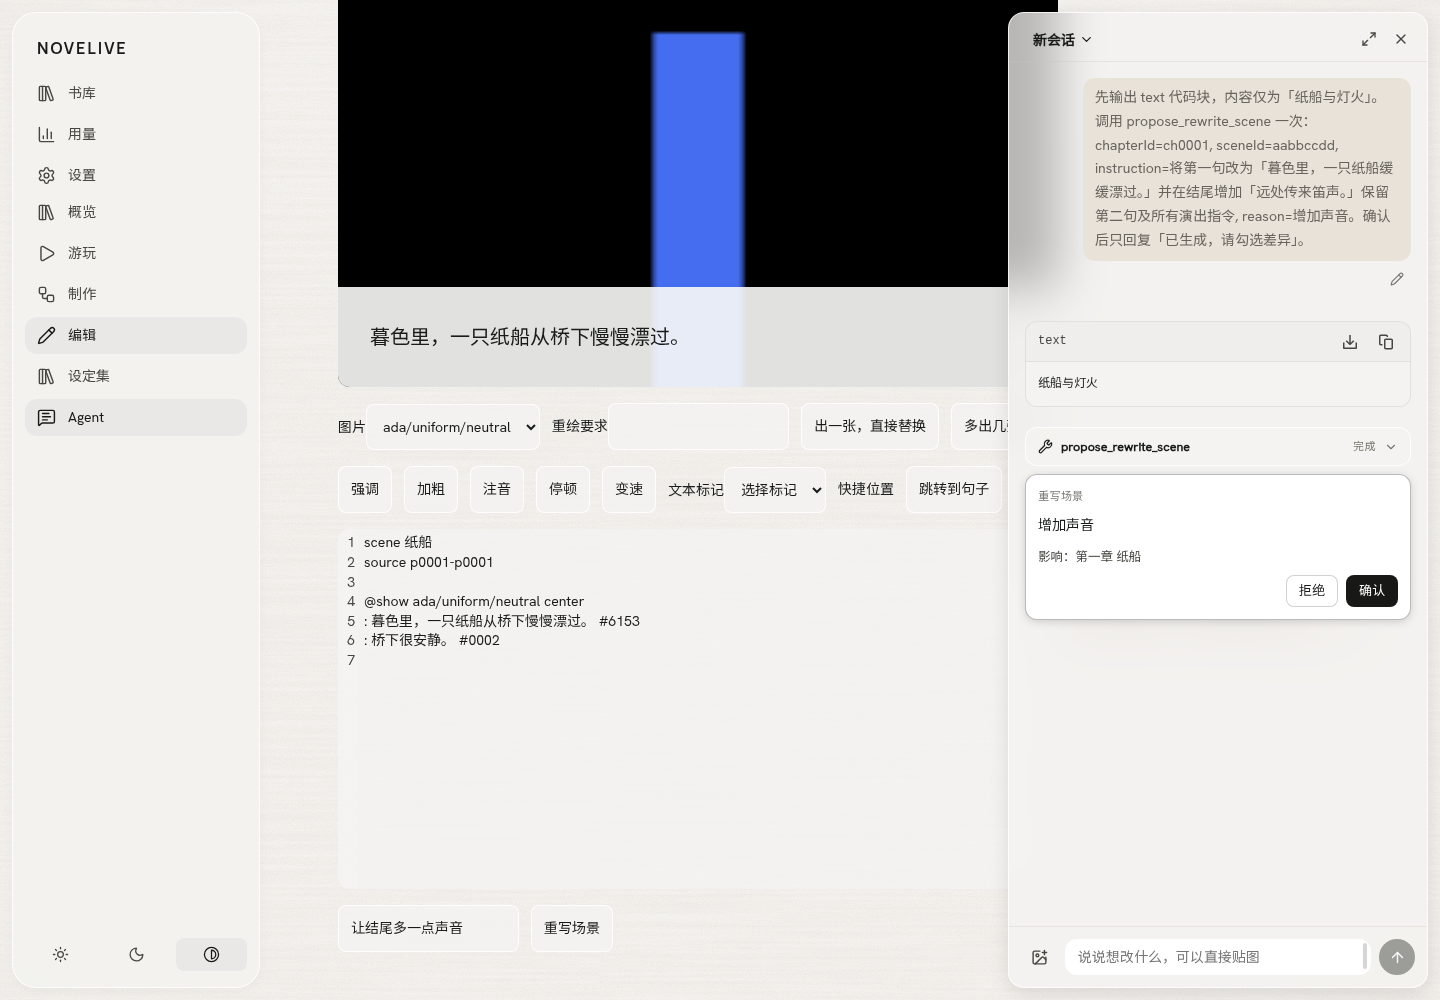 NOVELIVE
书库
用量
设置
概览
游玩
制作
编辑
设定集
Agent
暮色里，一只纸船从桥下慢慢漂过。
图片 ada/uniform/neutral 重绘要求 出一张，直接替换 多出几
强调 加粗 注音 停顿 变速 文本标记 选择标记 快捷位置 跳转到句子
1 scene 纸船
2 source p0001-p0001
3
4 @show ada/uniform/neutral center
5 : 暮色里，一只纸船从桥下慢慢漂过。 #6153
6 : 桥下很安静。 #0002
7
让结尾多一点声音 重写场景
新会话
先输出 text 代码块，内容仅为「纸船与灯火」。
调用 propose_rewrite_scene 一次：
chapterId=ch0001, sceneId=aabbccdd,
instruction=将第一句改为「暮色里，一只纸船缓
缓漂过。」并在结尾增加「远处传来笛声。」保留
第二句及所有演出指令, reason=增加声音。确认
后只回复「已生成，请勾选差异」。
text
纸船与灯火
propose_rewrite_scene 完成
重写场景
增加声音
影响：第一章 纸船
拒绝 确认
说说想改什么，可以直接贴图